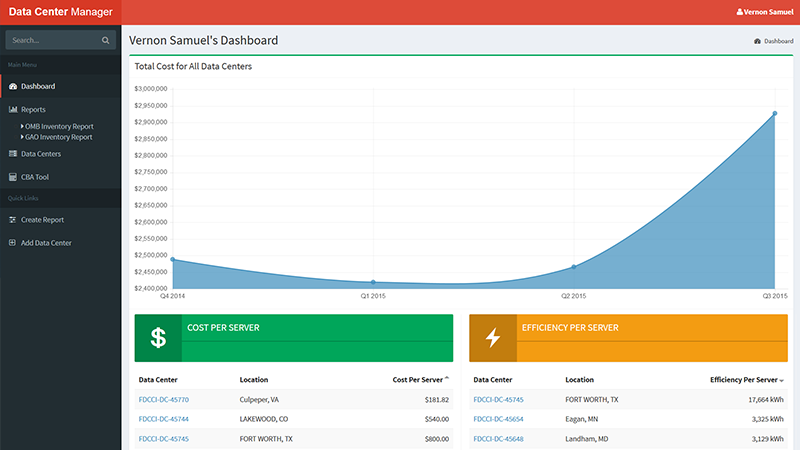 Data Center Manager
Vernon Samuel
Search...
Main Menu
Dashboard
Reports
OMB Inventory Report
GAO Inventory Report
Data Centers
CBA Tool
Quick Links
Create Report
Add Data Center
Vernon Samuel's Dashboard
Dashboard
Total Cost for All Data Centers
$3,000,000
$2,950,000
$2,900,000
$2,850,000
$2,800,000
$2,750,000
$2,700,000
$2,650,000
$2,600,000
$2,550,000
$2,500,000
$2,450,000
$2,400,000
Q4 2014 Q1 2015 Q2 2015 Q3 2015
$ COST PER SERVER
Data Center Location Cost Per Server
FDCCI-DC-45770 Culpeper, VA $181.82
FDCCI-DC-45744 LAKEWOOD, CO $540.00
FDCCI-DC-45745 FORT WORTH, TX $800.00
EFFICIENCY PER SERVER
Data Center Location Efficiency Per Server
FDCCI-DC-45745 FORT WORTH, TX 17,664 kWh
FDCCI-DC-45654 Eagan, MN 3,325 kWh
FDCCI-DC-45648 Landham, MD 3,129 kWh